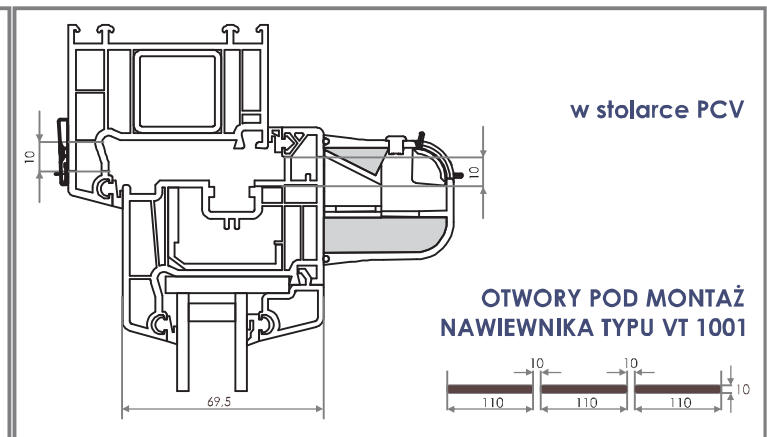 w stolarce PCV
10
10
OTWORY POD MONTAŻ
NAWIEWNIKA TYPU VT 1001
10 10
10
110 110 110
69,5